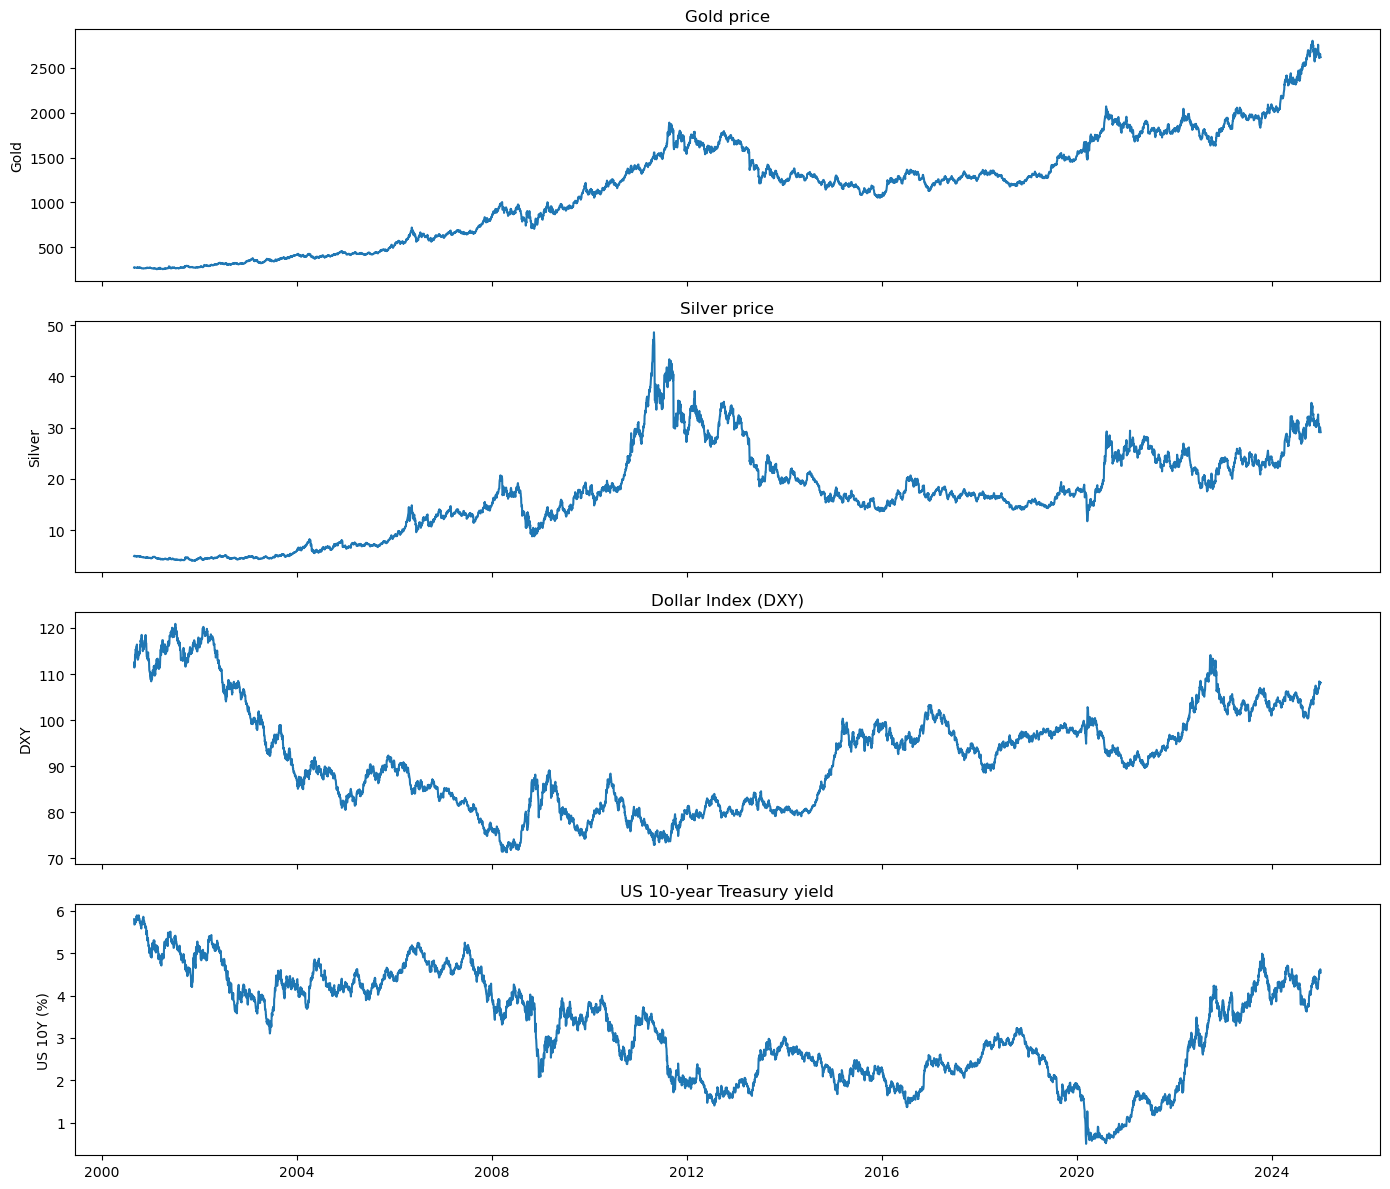 Gold price
Gold
2500
2000
1500
1000
500
Silver price
Silver
50
40
30
20
10
Dollar Index (DXY)
DXY
120
110
100
90
80
70
US 10-year Treasury yield
US 10Y (%)
6
5
4
3
2
1
2000 2004 2008 2012 2016 2020 2024